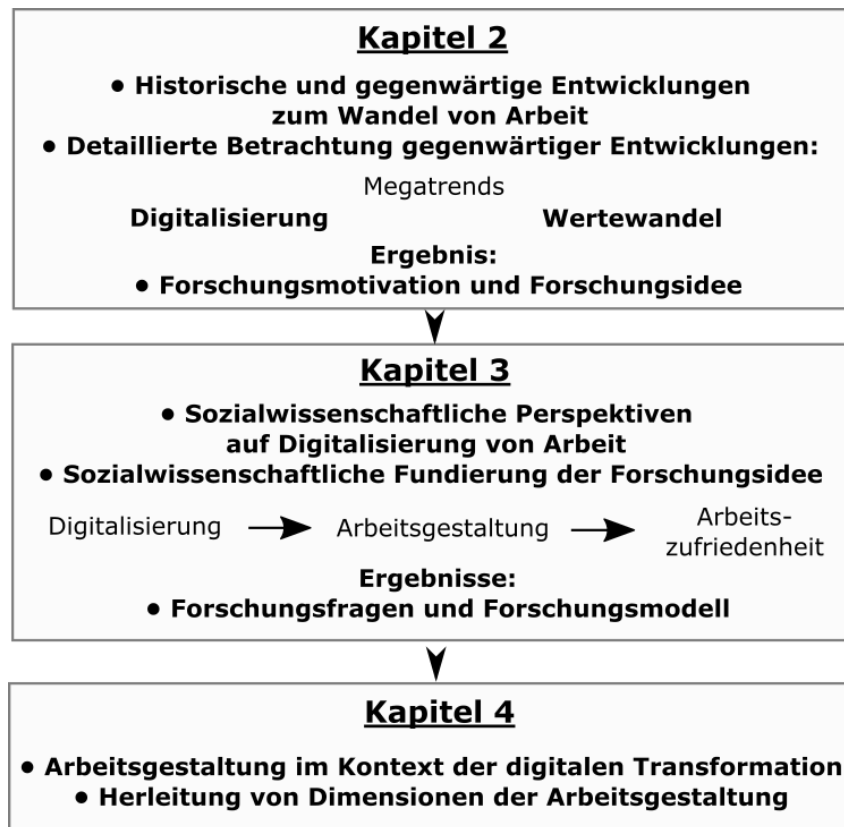 Kapitel 2
● Historische und gegenwärtige Entwicklungen
zum Wandel von Arbeit
● Detaillierte Betrachtung gegenwärtiger Entwicklungen:
Megatrends
Digitalisierung Wertewandel
Ergebnis:
● Forschungsmotivation und Forschungsidee
Kapitel 3
● Sozialwissenschaftliche Perspektiven
auf Digitalisierung von Arbeit
● Sozialwissenschaftliche Fundierung der Forschungsidee
Digitalisierung
Arbeitsgestaltung
Arbeits-
zufriedenheit
Ergebnisse:
● Forschungsfragen und Forschungsmodell
Kapitel 4
● Arbeitsgestaltung im Kontext der digitalen Transformation
● Herleitung von Dimensionen der Arbeitsgestaltung